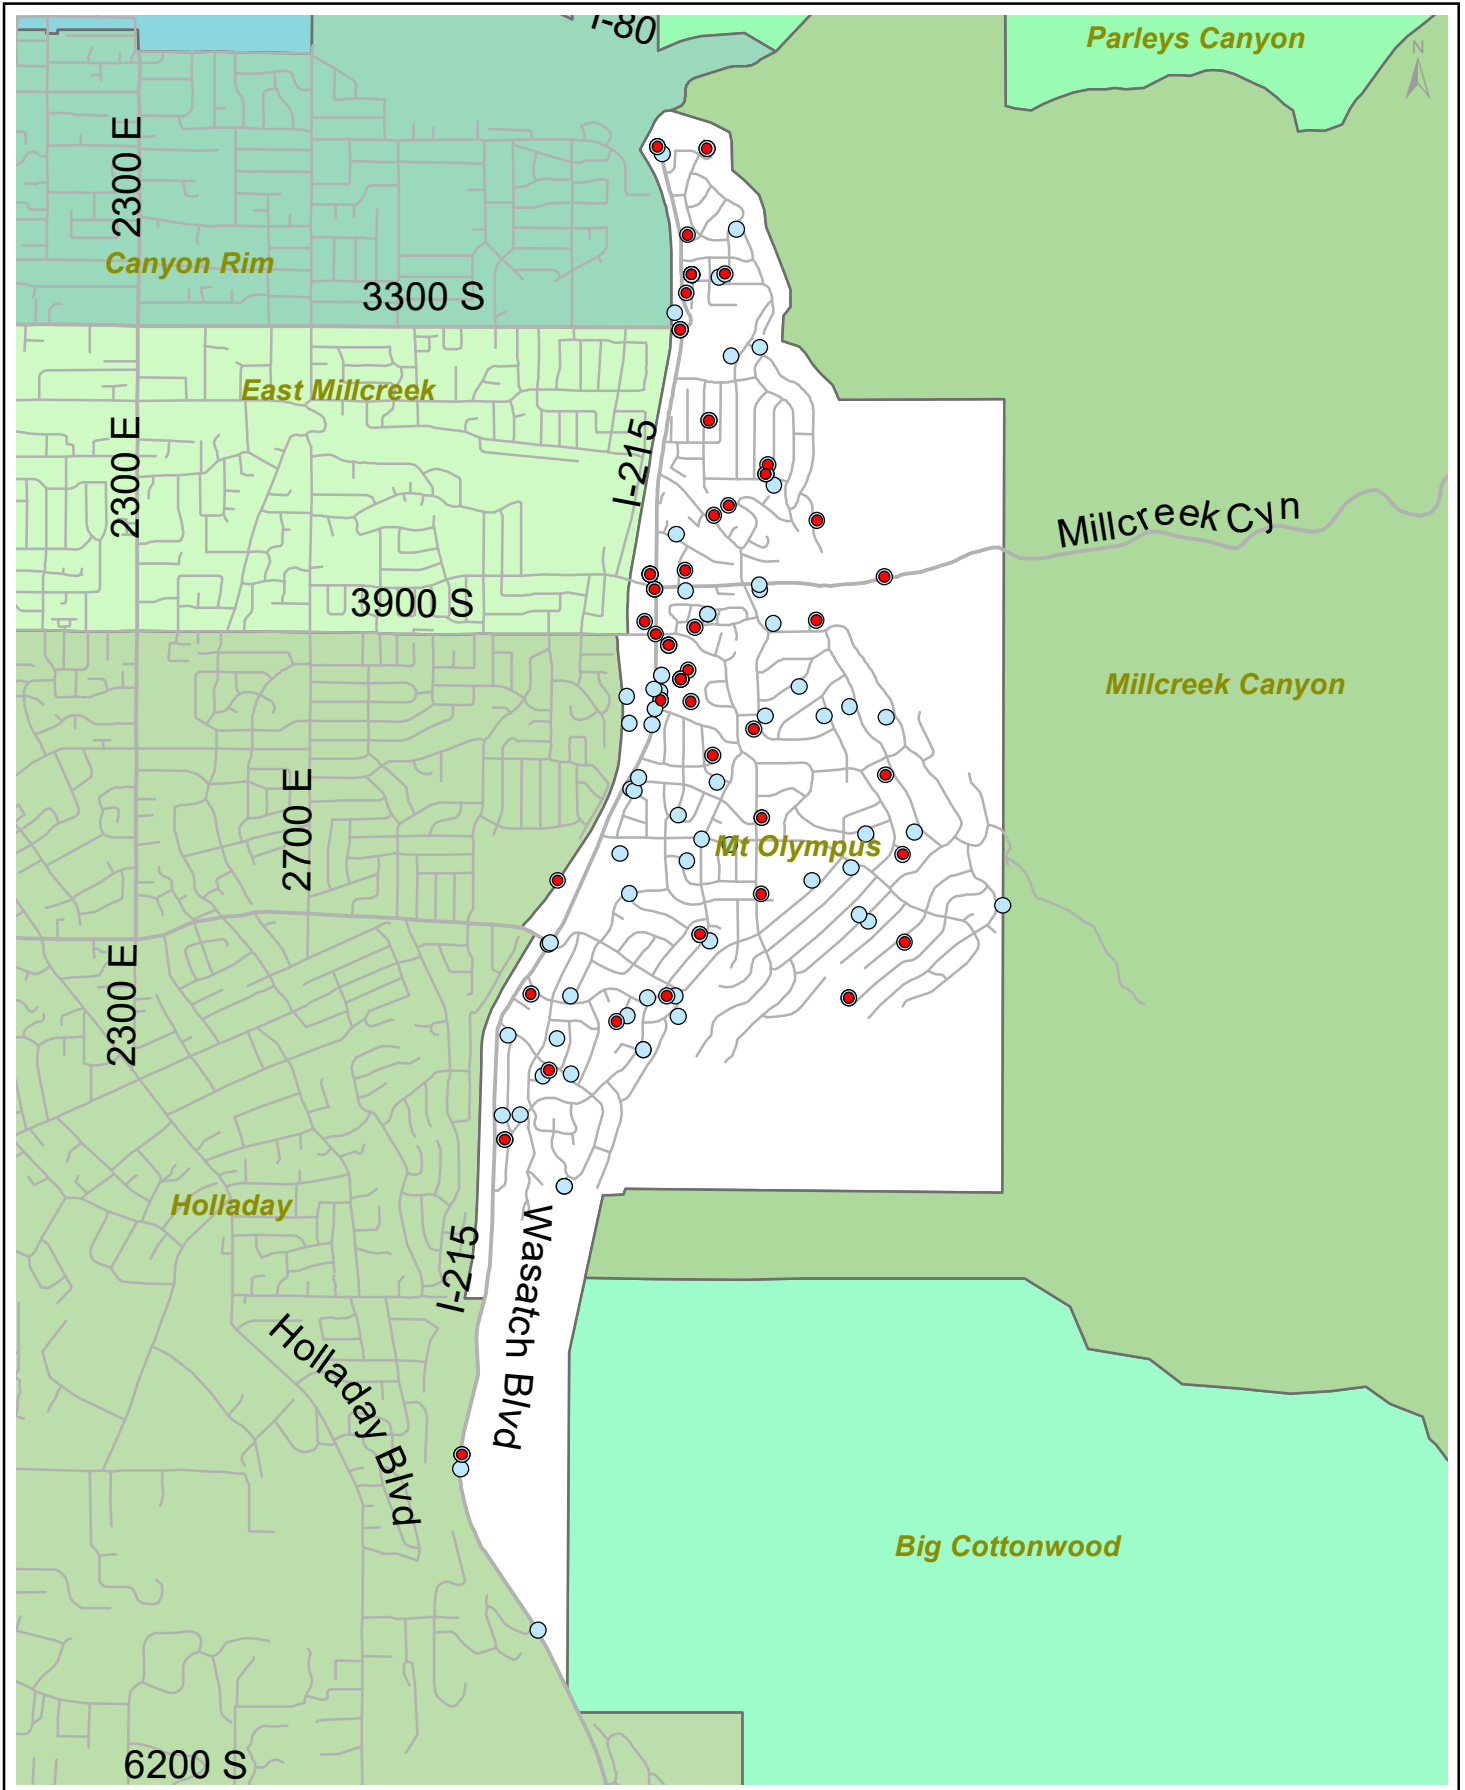 I-80
Parleys Canyon
N
2300 E
Canyon Rim
3300 S
East Millcreek
2300 E
I-215
Millcreek Cyn
3900 S
Millcreek Canyon
2700 E
Mt Olympus
2300 E
Holladay
I-215
Wasatch Blvd
Holladay Blvd
Big Cottonwood
6200 S